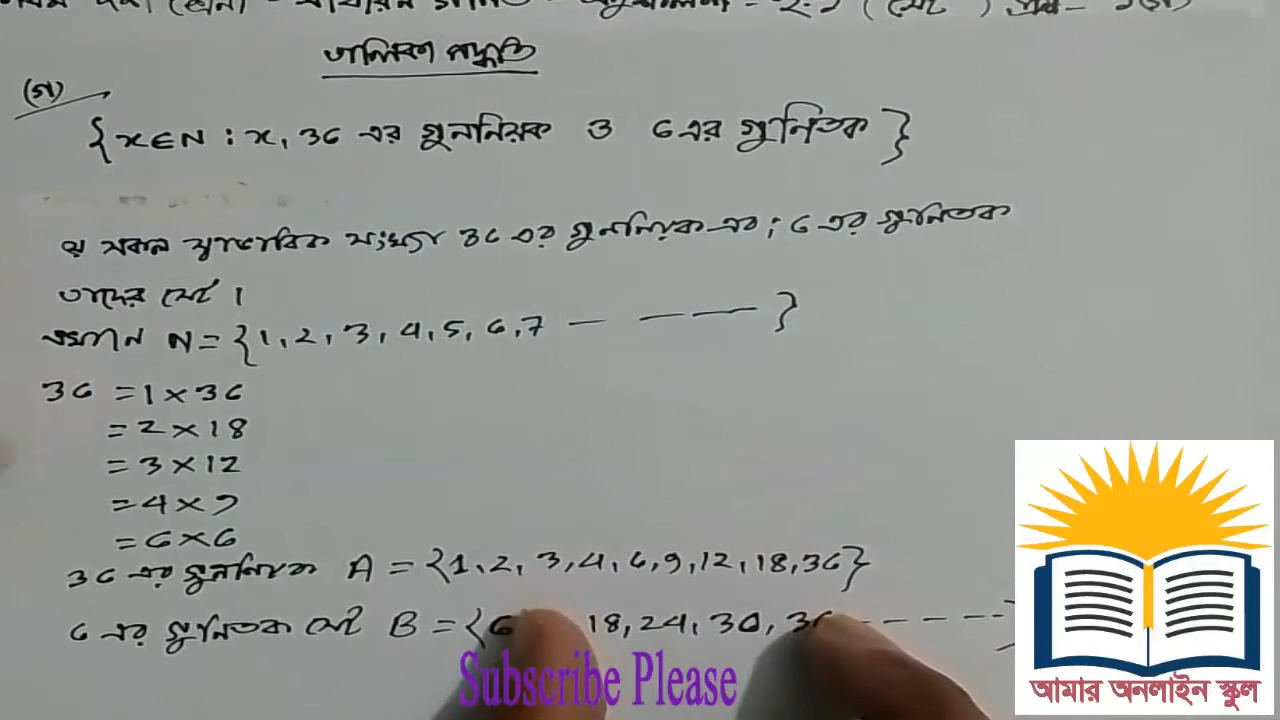 তালিকা পদ্ধতি
(গ)
{x∈N : x, 36 এর গুননিয়ক ও 6 এর গুনিতক}
যে সকল স্বাভাবিক সংখ্যা 36 এর গুননিয়ক এবং ; 6 এর গুনিতক
তাদের সেট ।
এখানে N = {1, 2, 3, 4, 5, 6, 7 — — — —}
36 = 1 × 36
= 2 × 18
= 3 × 12
= 4 × 9
= 6 × 6
36 এর গুননিয়ক A = {1, 2, 3, 4, 6, 9, 12, 18, 36}
6 এর গুনিতক সেট B = {6 18, 24, 30, 36 - - - - -}
Subscribe Please
আমার অনলাইন স্কুল